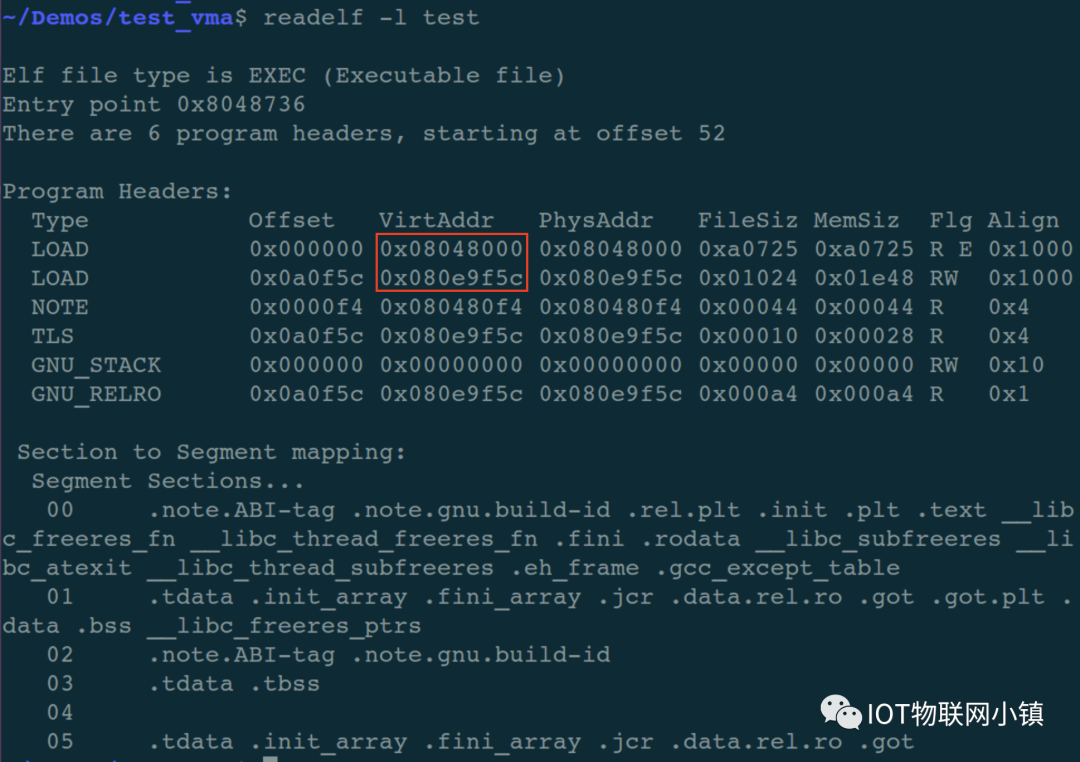 ~/Demos/test_vma$ readelf -l test
Elf file type is EXEC (Executable file)
Entry point 0x8048736
There are 6 program headers, starting at offset 52
Program Headers:
  Type           Offset   VirtAddr   PhysAddr   FileSiz MemSiz  Flg Align
  LOAD           0x000000 0x08048000 0x08048000 0xa0725 0xa0725 R E 0x1000
  LOAD           0x0a0f5c 0x080e9f5c 0x080e9f5c 0x01024 0x01e48 RW  0x1000
  NOTE           0x0000f4 0x080480f4 0x080480f4 0x00044 0x00044 R   0x4
  TLS            0x0a0f5c 0x080e9f5c 0x080e9f5c 0x00010 0x00028 R   0x4
  GNU_STACK      0x000000 0x00000000 0x00000000 0x00000 0x00000 RW  0x10
  GNU_RELRO      0x0a0f5c 0x080e9f5c 0x080e9f5c 0x000a4 0x000a4 R   0x1
 Section to Segment mapping:
  Segment Sections...
   00     .note.ABI-tag .note.gnu.build-id .rel.plt .init .plt .text __lib
c_freeres_fn __libc_thread_freeres_fn .fini .rodata __libc_subfreeres __li
bc_atexit __libc_thread_subfreeres .eh_frame .gcc_except_table
   01     .tdata .init_array .fini_array .jcr .data.rel.ro .got .got.plt .
data .bss __libc_freeres_ptrs
   02     .note.ABI-tag .note.gnu.build-id
   03     .tdata .tbss
   04
   05     .tdata .init_array .fini_array .jcr .data.rel.ro .got
IOT物联网小镇